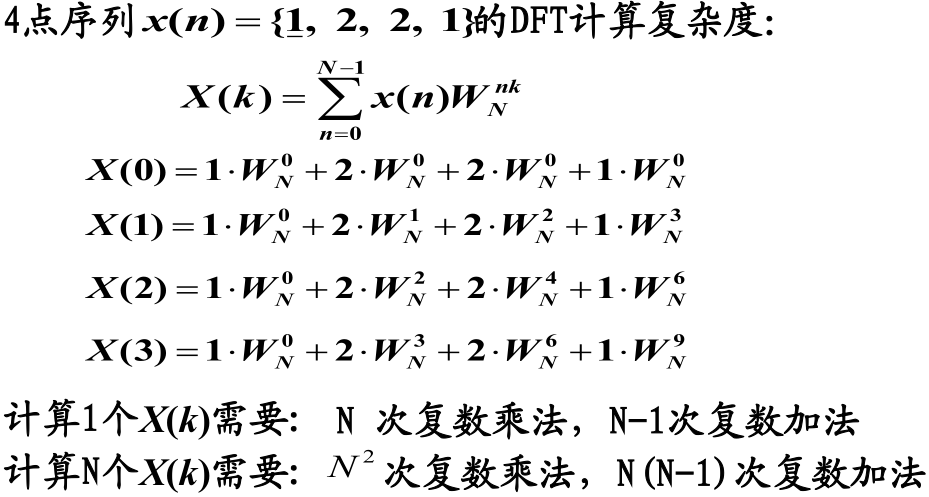 4点序列 x(n) = {1, 2, 2, 1}的DFT计算复杂度:
X(k) = \sum_{n=0}^{N-1} x(n)W_N^{nk}
X(0) = 1·W_N^0 + 2·W_N^0 + 2·W_N^0 + 1·W_N^0
X(1) = 1·W_N^0 + 2·W_N^1 + 2·W_N^2 + 1·W_N^3
X(2) = 1·W_N^0 + 2·W_N^2 + 2·W_N^4 + 1·W_N^6
X(3) = 1·W_N^0 + 2·W_N^3 + 2·W_N^6 + 1·W_N^9
计算1个X(k)需要: N 次复数乘法, N-1次复数加法
计算N个X(k)需要: N^2 次复数乘法, N(N-1)次复数加法